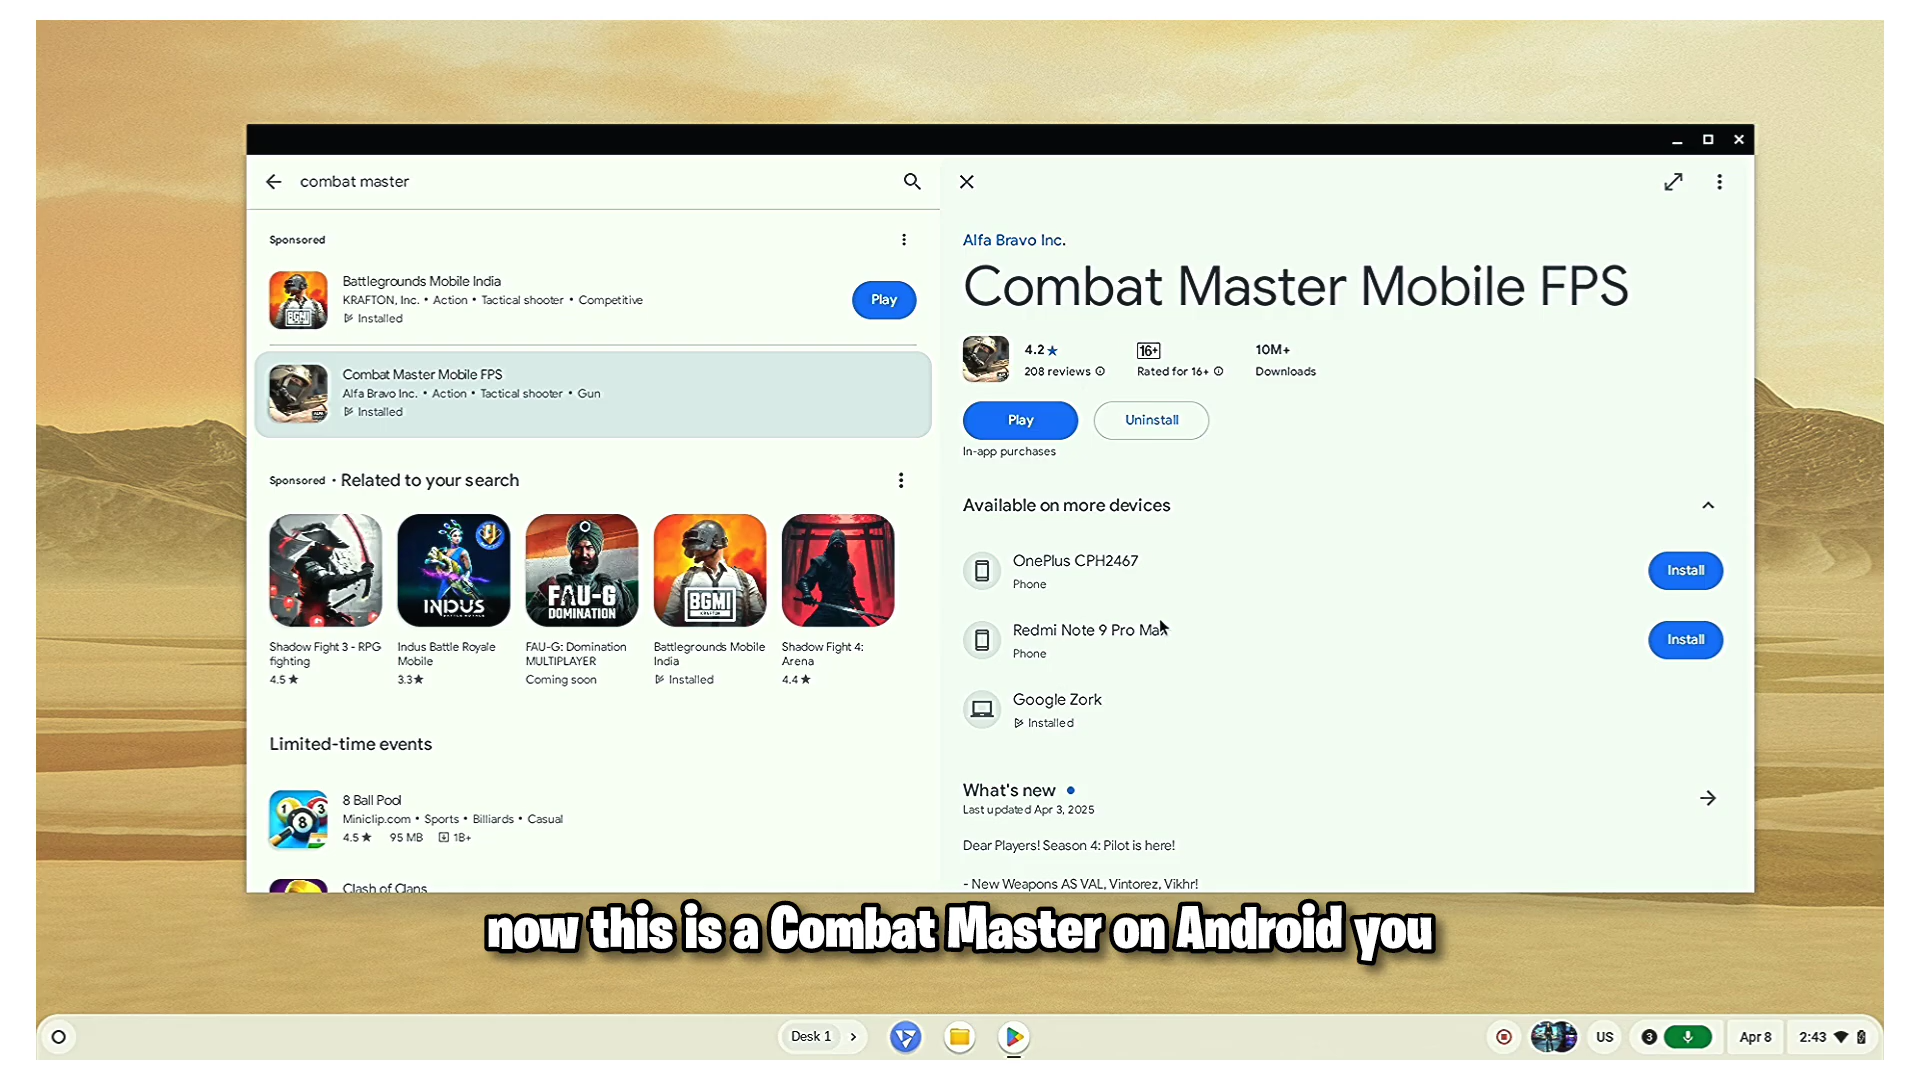 combat master
Sponsored
Battlegrounds Mobile India
KRAFTON, Inc. • Action • Tactical shooter • Competitive
Installed
Play
Combat Master Mobile FPS
Alfa Bravo Inc. • Action • Tactical shooter • Gun
Installed
Sponsored • Related to your search
INDUS
FAU-G
DOMINATION
BGMI
Shadow Fight 3 - RPG
fighting
4.5★
Indus Battle Royale
Mobile
3.3★
FAU-G: Domination
MULTIPLAYER
Coming soon
Battlegrounds Mobile
India
Installed
Shadow Fight 4:
Arena
4.4★
Limited-time events
8 Ball Pool
Miniclip.com • Sports • Billiards • Casual
4.5★ 95 MB 1B+
Clash of Clans
Alfa Bravo Inc.
Combat Master Mobile FPS
4.2★
208 reviews
16+
Rated for 16+
10M+
Downloads
Play
Uninstall
In-app purchases
Available on more devices
OnePlus CPH2467
Phone
Install
Redmi Note 9 Pro Max
Phone
Install
Google Zork
Installed
What's new
Last updated Apr 3, 2025
Dear Players! Season 4: Pilot is here!
- New Weapons AS VAL, Vintorez, Vikhr!
now this is a Combat Master on Android you
Desk 1
US
3
Apr 8
2:43